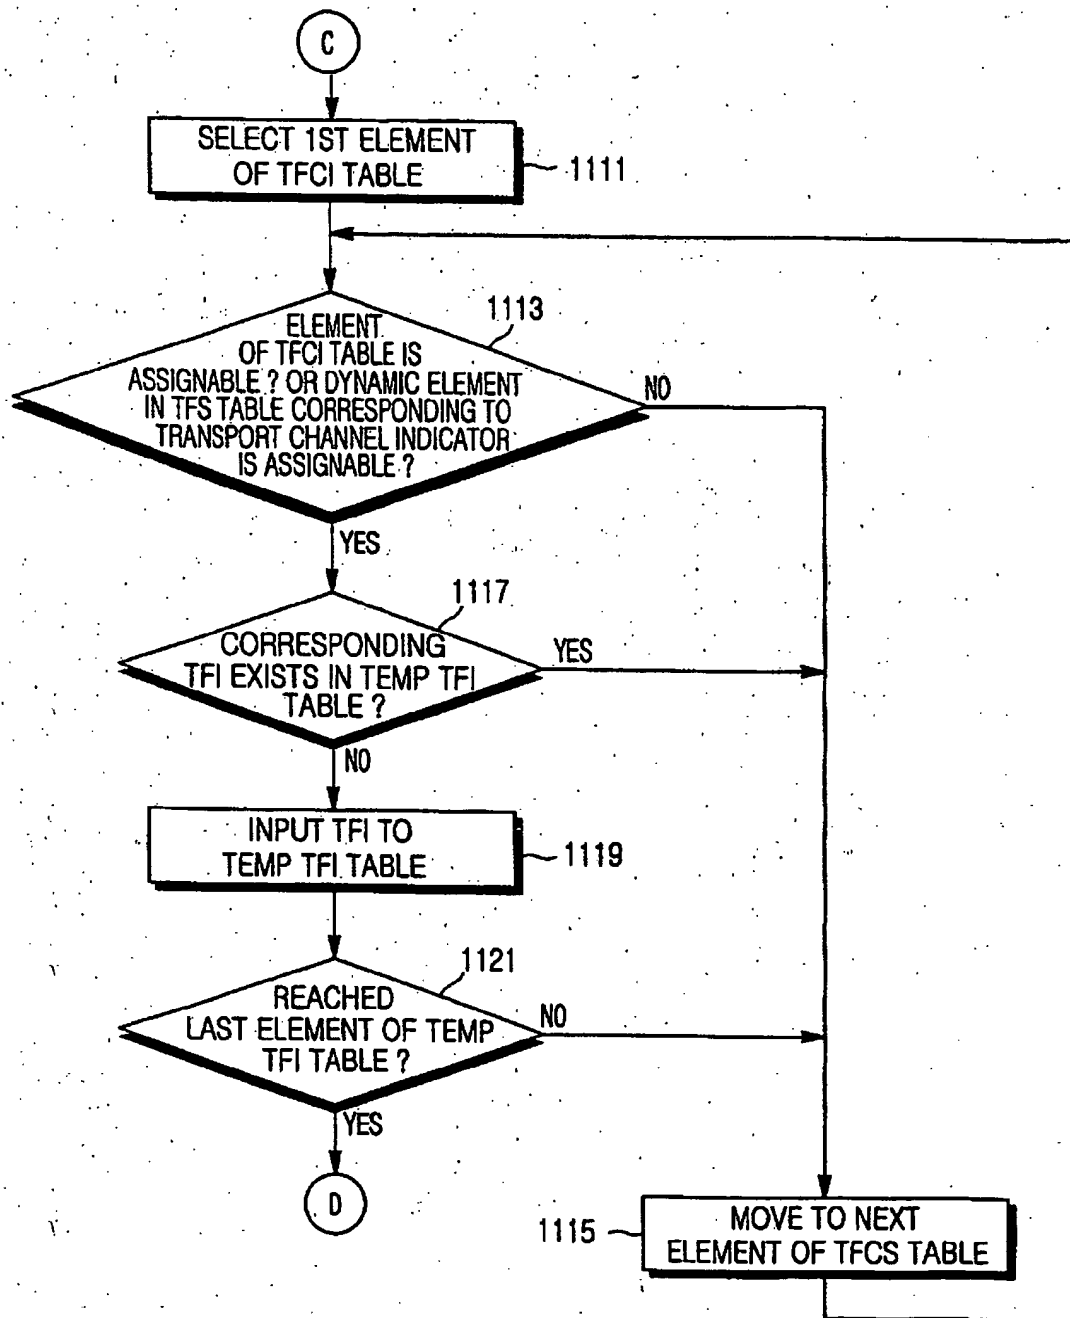 C
SELECT 1ST ELEMENT
OF TFCI TABLE
1111
1113
ELEMENT
OF TFCI TABLE IS
ASSIGNABLE ? OR DYNAMIC ELEMENT
IN TFS TABLE CORRESPONDING TO
TRANSPORT CHANNEL INDICATOR
IS ASSIGNABLE ?
NO
YES
1117
CORRESPONDING
TFI EXISTS IN TEMP TFI
TABLE ?
YES
NO
INPUT TFI TO
TEMP TFI TABLE
1119
1121
REACHED
LAST ELEMENT OF TEMP
TFI TABLE ?
NO
YES
D
1115
MOVE TO NEXT
ELEMENT OF TFCS TABLE